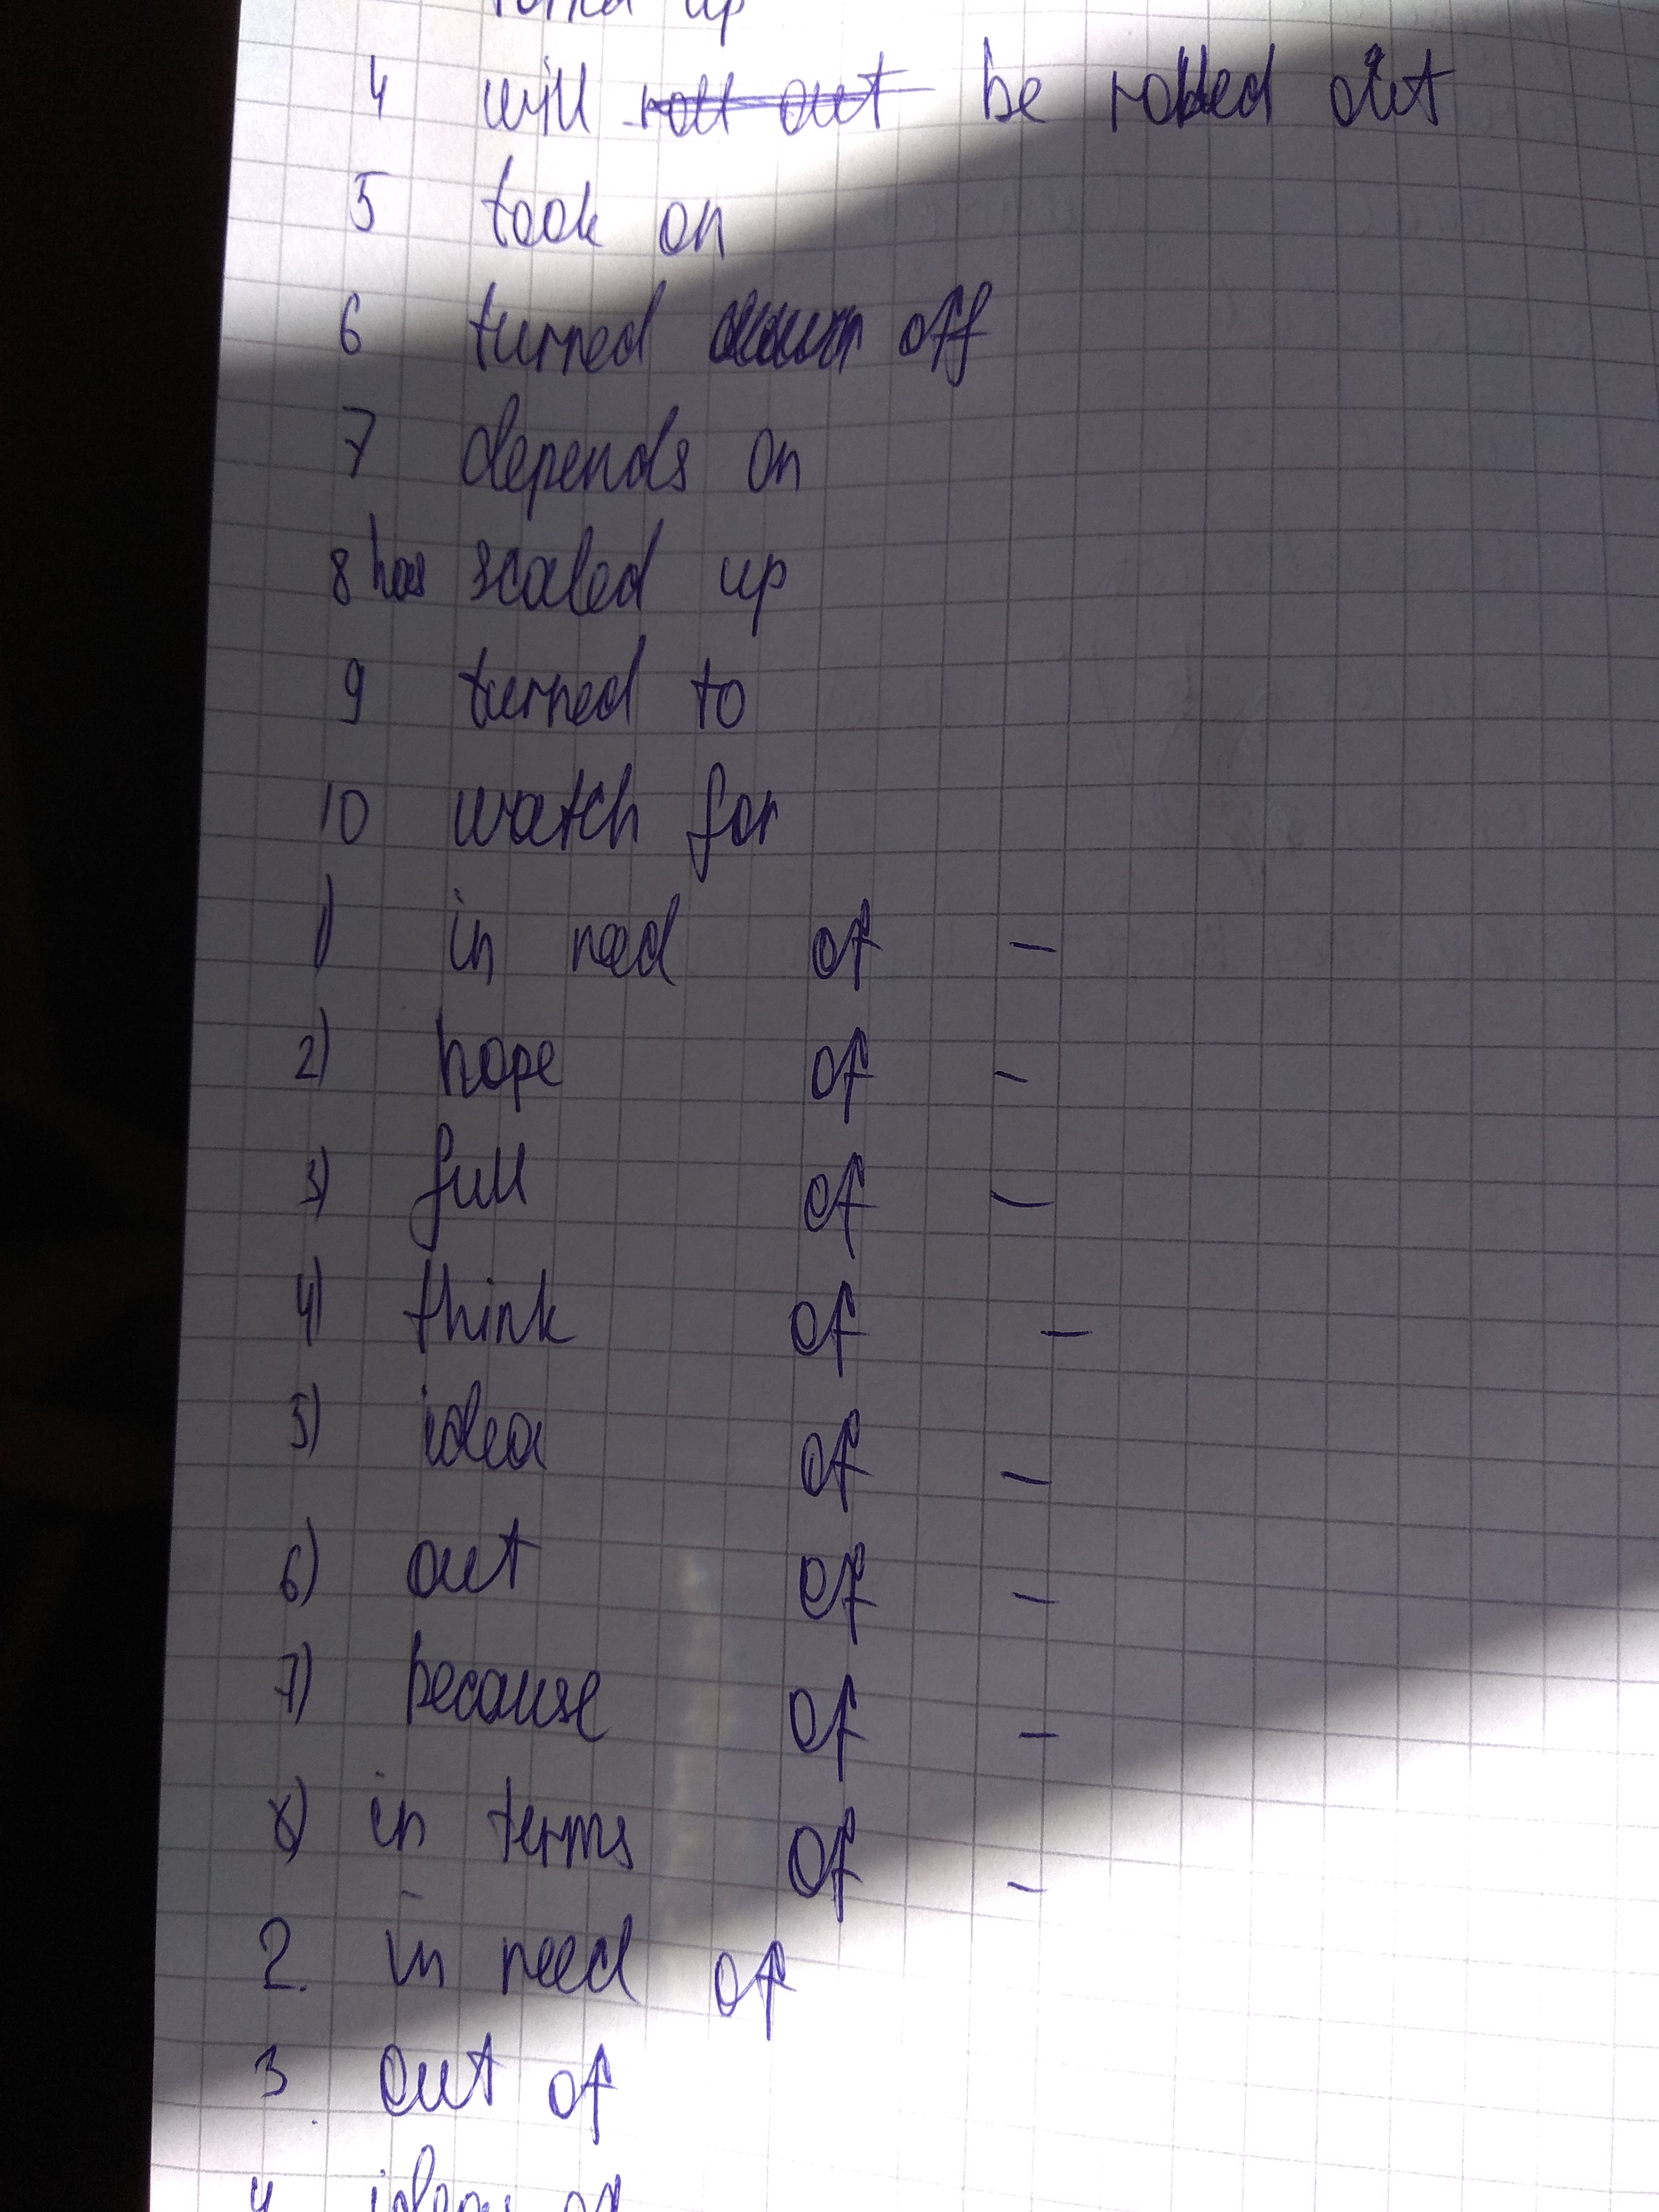 up
4 will roll out be rolled out
5 took on
6 turned down off
7 depends on
8 has scaled up
9 turned to
10 watch for
1) in need of –
2) hope of –
3) full of –
4) think of –
5) idea of –
6) out of –
7) because of –
8) in terms of –
2. in need of
3 out of
4 idea of